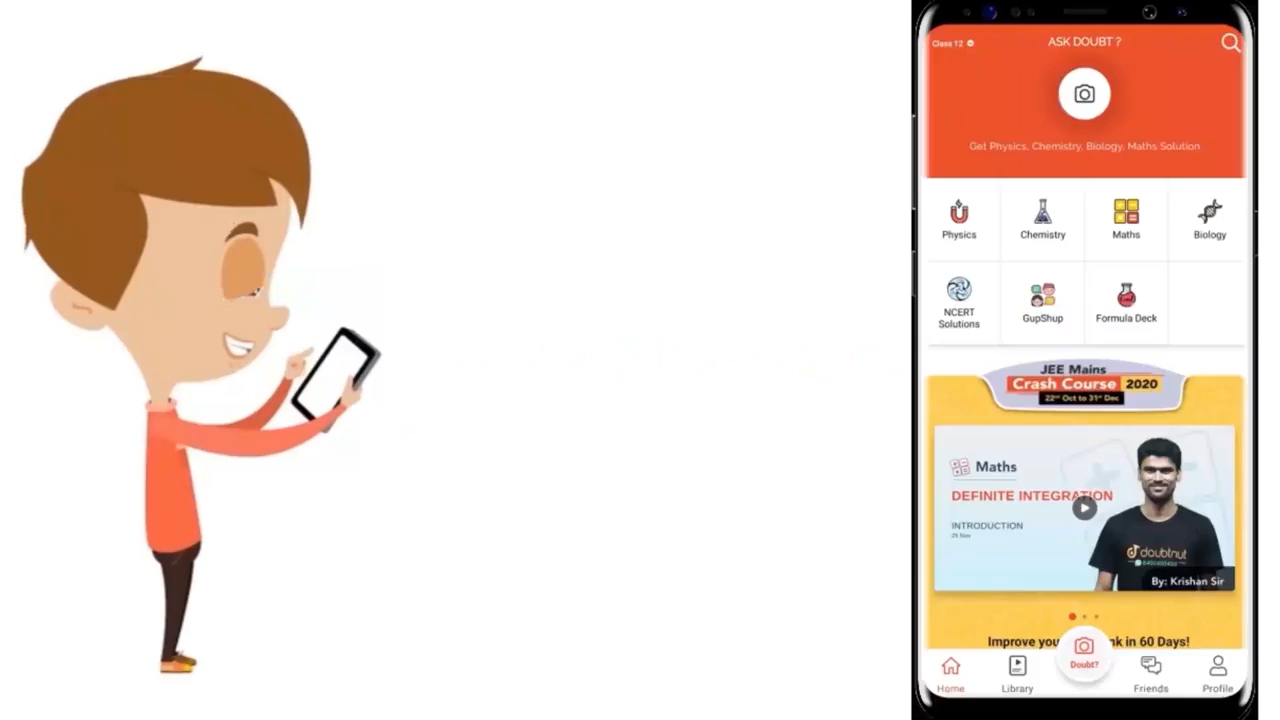 Class 12
ASK DOUBT ?
Get Physics, Chemistry, Biology, Maths Solution
Physics
Chemistry
Maths
Biology
NCERT
Solutions
GupShup
Formula Deck
JEE Mains
Crash Course 2020
22nd Oct to 31st Dec
Maths
DEFINITE INTEGRATION
INTRODUCTION
doubtnut
By: Krishan Sir
in 60 Days!
Doubt?
Home
Library
Friends
Profile